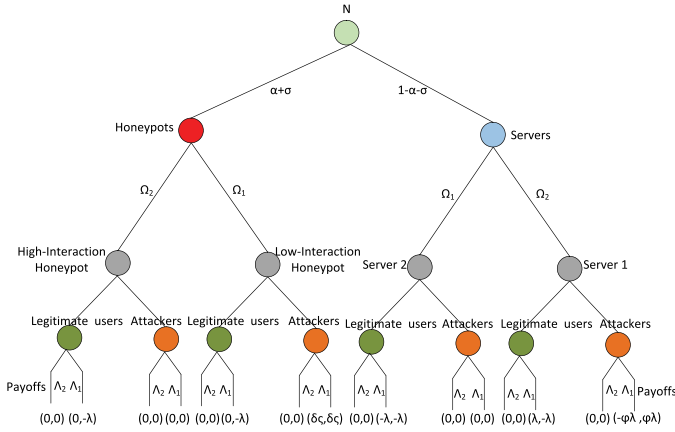 N
α+σ
1-α-σ
Honeypots
Servers
Ω₂
Ω₁
Ω₁
Ω₂
High-Interaction
Honeypot
Low-Interaction
Honeypot
Server 2
Server 1
Legitimate users
Attackers
Legitimate users
Attackers
Legitimate users
Attackers
Legitimate users
Attackers
Payoffs
Λ₂ Λ₁
Λ₂ Λ₁
Λ₂ Λ₁
Λ₂ Λ₁
Λ₂ Λ₁
Λ₂ Λ₁
Λ₂ Λ₁
Λ₂ Λ₁
Payoffs
(0,0) (0,-λ)
(0,0) (0,0)
(0,0) (0,-λ)
(0,0) (δς,δς)
(0,0) (-λ,-λ)
(0,0) (0,0)
(0,0) (λ,-λ)
(0,0) (-φλ ,φλ)